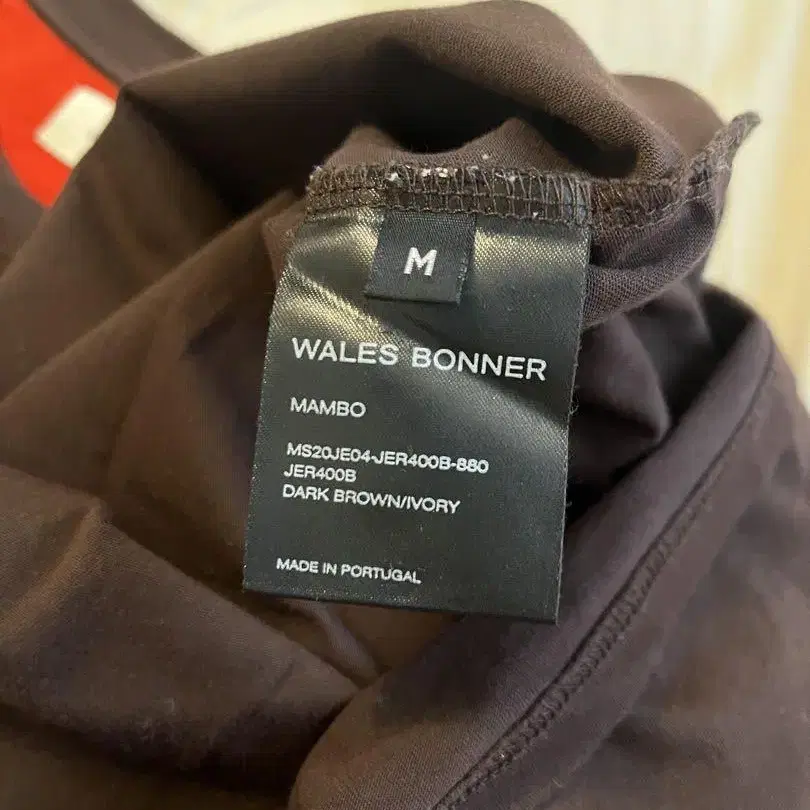 M
WALES BONNER
MAMBO
MS20JE04-JER400B-880
JER400B
DARK BROWN/IVORY
MADE IN PORTUGAL